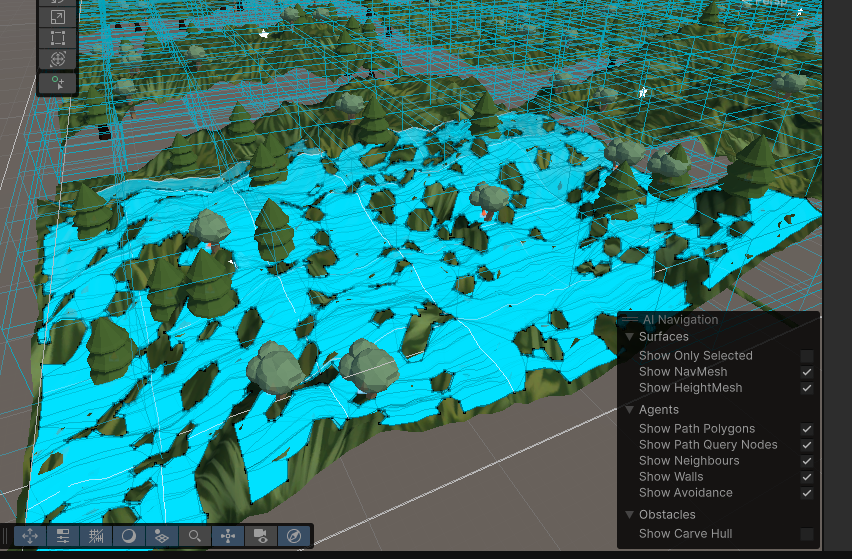 Persp
AI Navigation
Surfaces
Show Only Selected
Show NavMesh
Show HeightMesh
Agents
Show Path Polygons
Show Path Query Nodes
Show Neighbours
Show Walls
Show Avoidance
Obstacles
Show Carve Hull